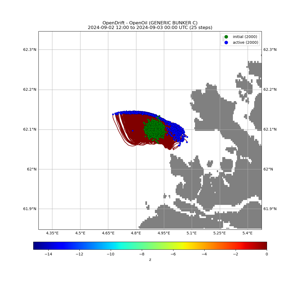 OpenDrift - OpenOil (GENERIC BUNKER C)
2024-09-02 12:00 to 2024-09-03 00:00 UTC (25 steps)
initial (2000)
active (2000)
62.3°N 62.3°N
62.2°N 62.2°N
62.1°N 62.1°N
62°N 62°N
61.9°N 61.9°N
4.35°E 4.5°E 4.65°E 4.8°E 4.95°E 5.1°E 5.25°E 5.4°E
−14 −12 −10 −8 −6 −4 −2 0
z